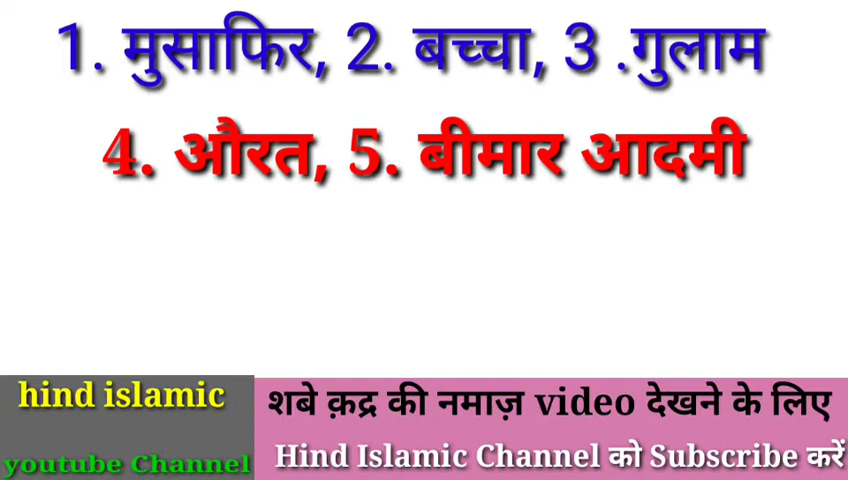 1. मुसाफिर, 2. बच्चा, 3 .गुलाम
4. औरत, 5. बीमार आदमी
hind islamic
youtube Channel
शबे क़द्र की नमाज़ video देखने के लिए
Hind Islamic Channel को Subscribe करें